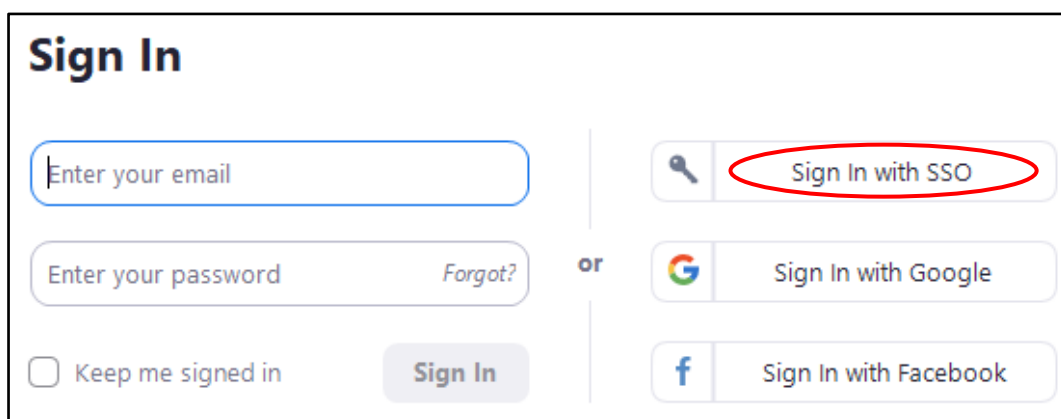 Sign In
Enter your email
Enter your password
Forgot?
Keep me signed in
Sign In
or
Sign In with SSO
Sign In with Google
Sign In with Facebook